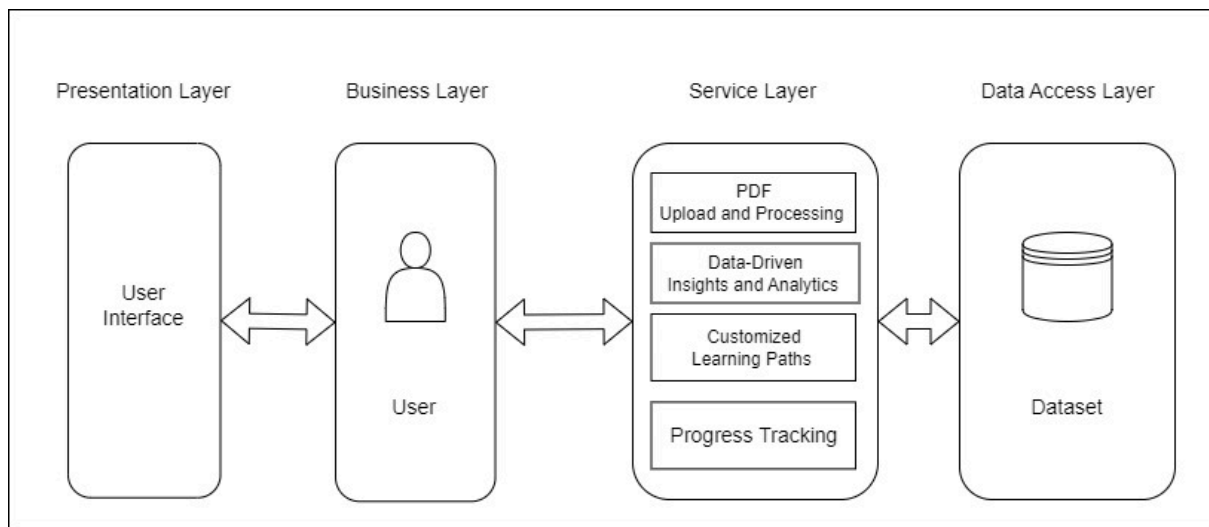 Presentation Layer
Business Layer
Service Layer
Data Access Layer
User
Interface
User
PDF
Upload and Processing
Data-Driven
Insights and Analytics
Customized
Learning Paths
Progress Tracking
Dataset